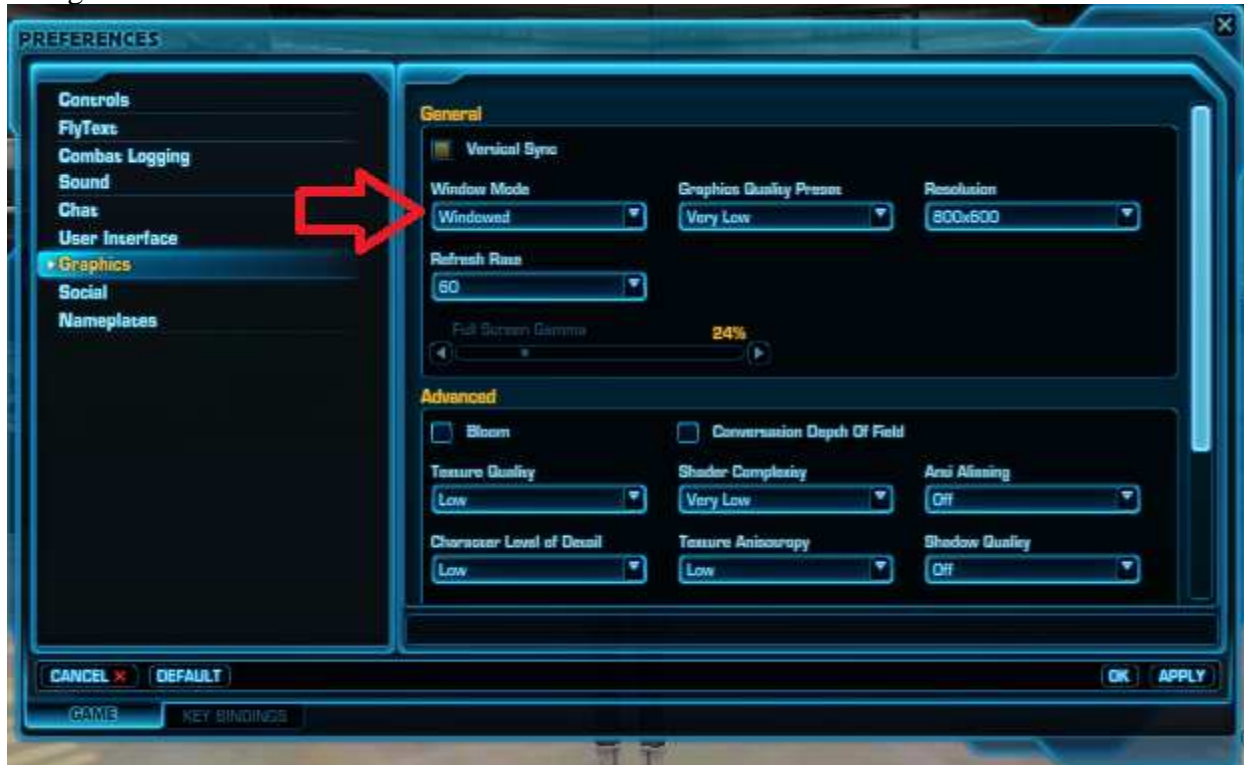 PREFERENCES
Controls
FlyText
Combat Logging
Sound
Chat
User Interface
Graphics
Social
Nameplates
General
Vertical Sync
Window Mode Graphics Quality Preset Resolution
Windowed Very Low 800x600
Refresh Rate
60
Full Screen Gamma 24%
Advanced
Bloom Conversation Depth Of Field
Texture Quality Shader Complexity Anti Aliasing
Low Very Low Off
Character Level of Detail Texture Anisotropy Shadow Quality
Low Low Off
CANCEL DEFAULT OK APPLY
GAME KEY BINDINGS